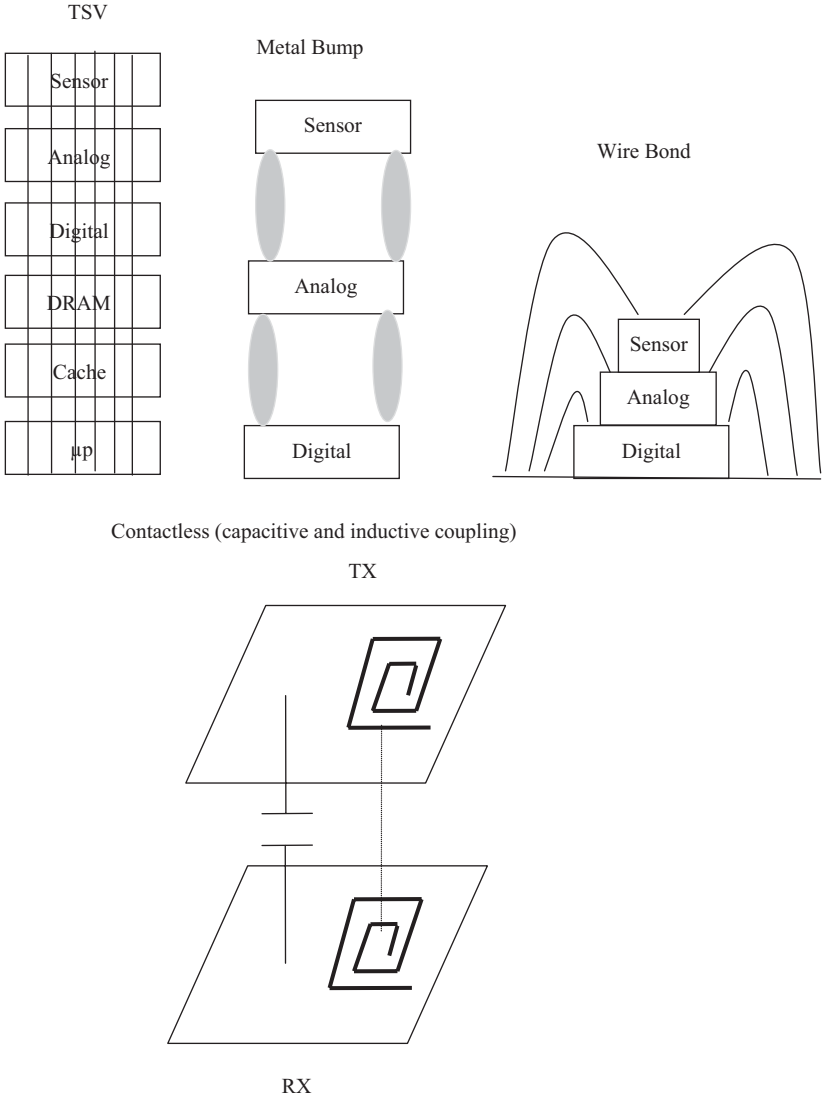 TSV
Sensor
Analog
Digital
DRAM
Cache
µp
Metal Bump
Sensor
Analog
Digital
Wire Bond
Sensor
Analog
Digital
Contactless (capacitive and inductive coupling)
TX
RX